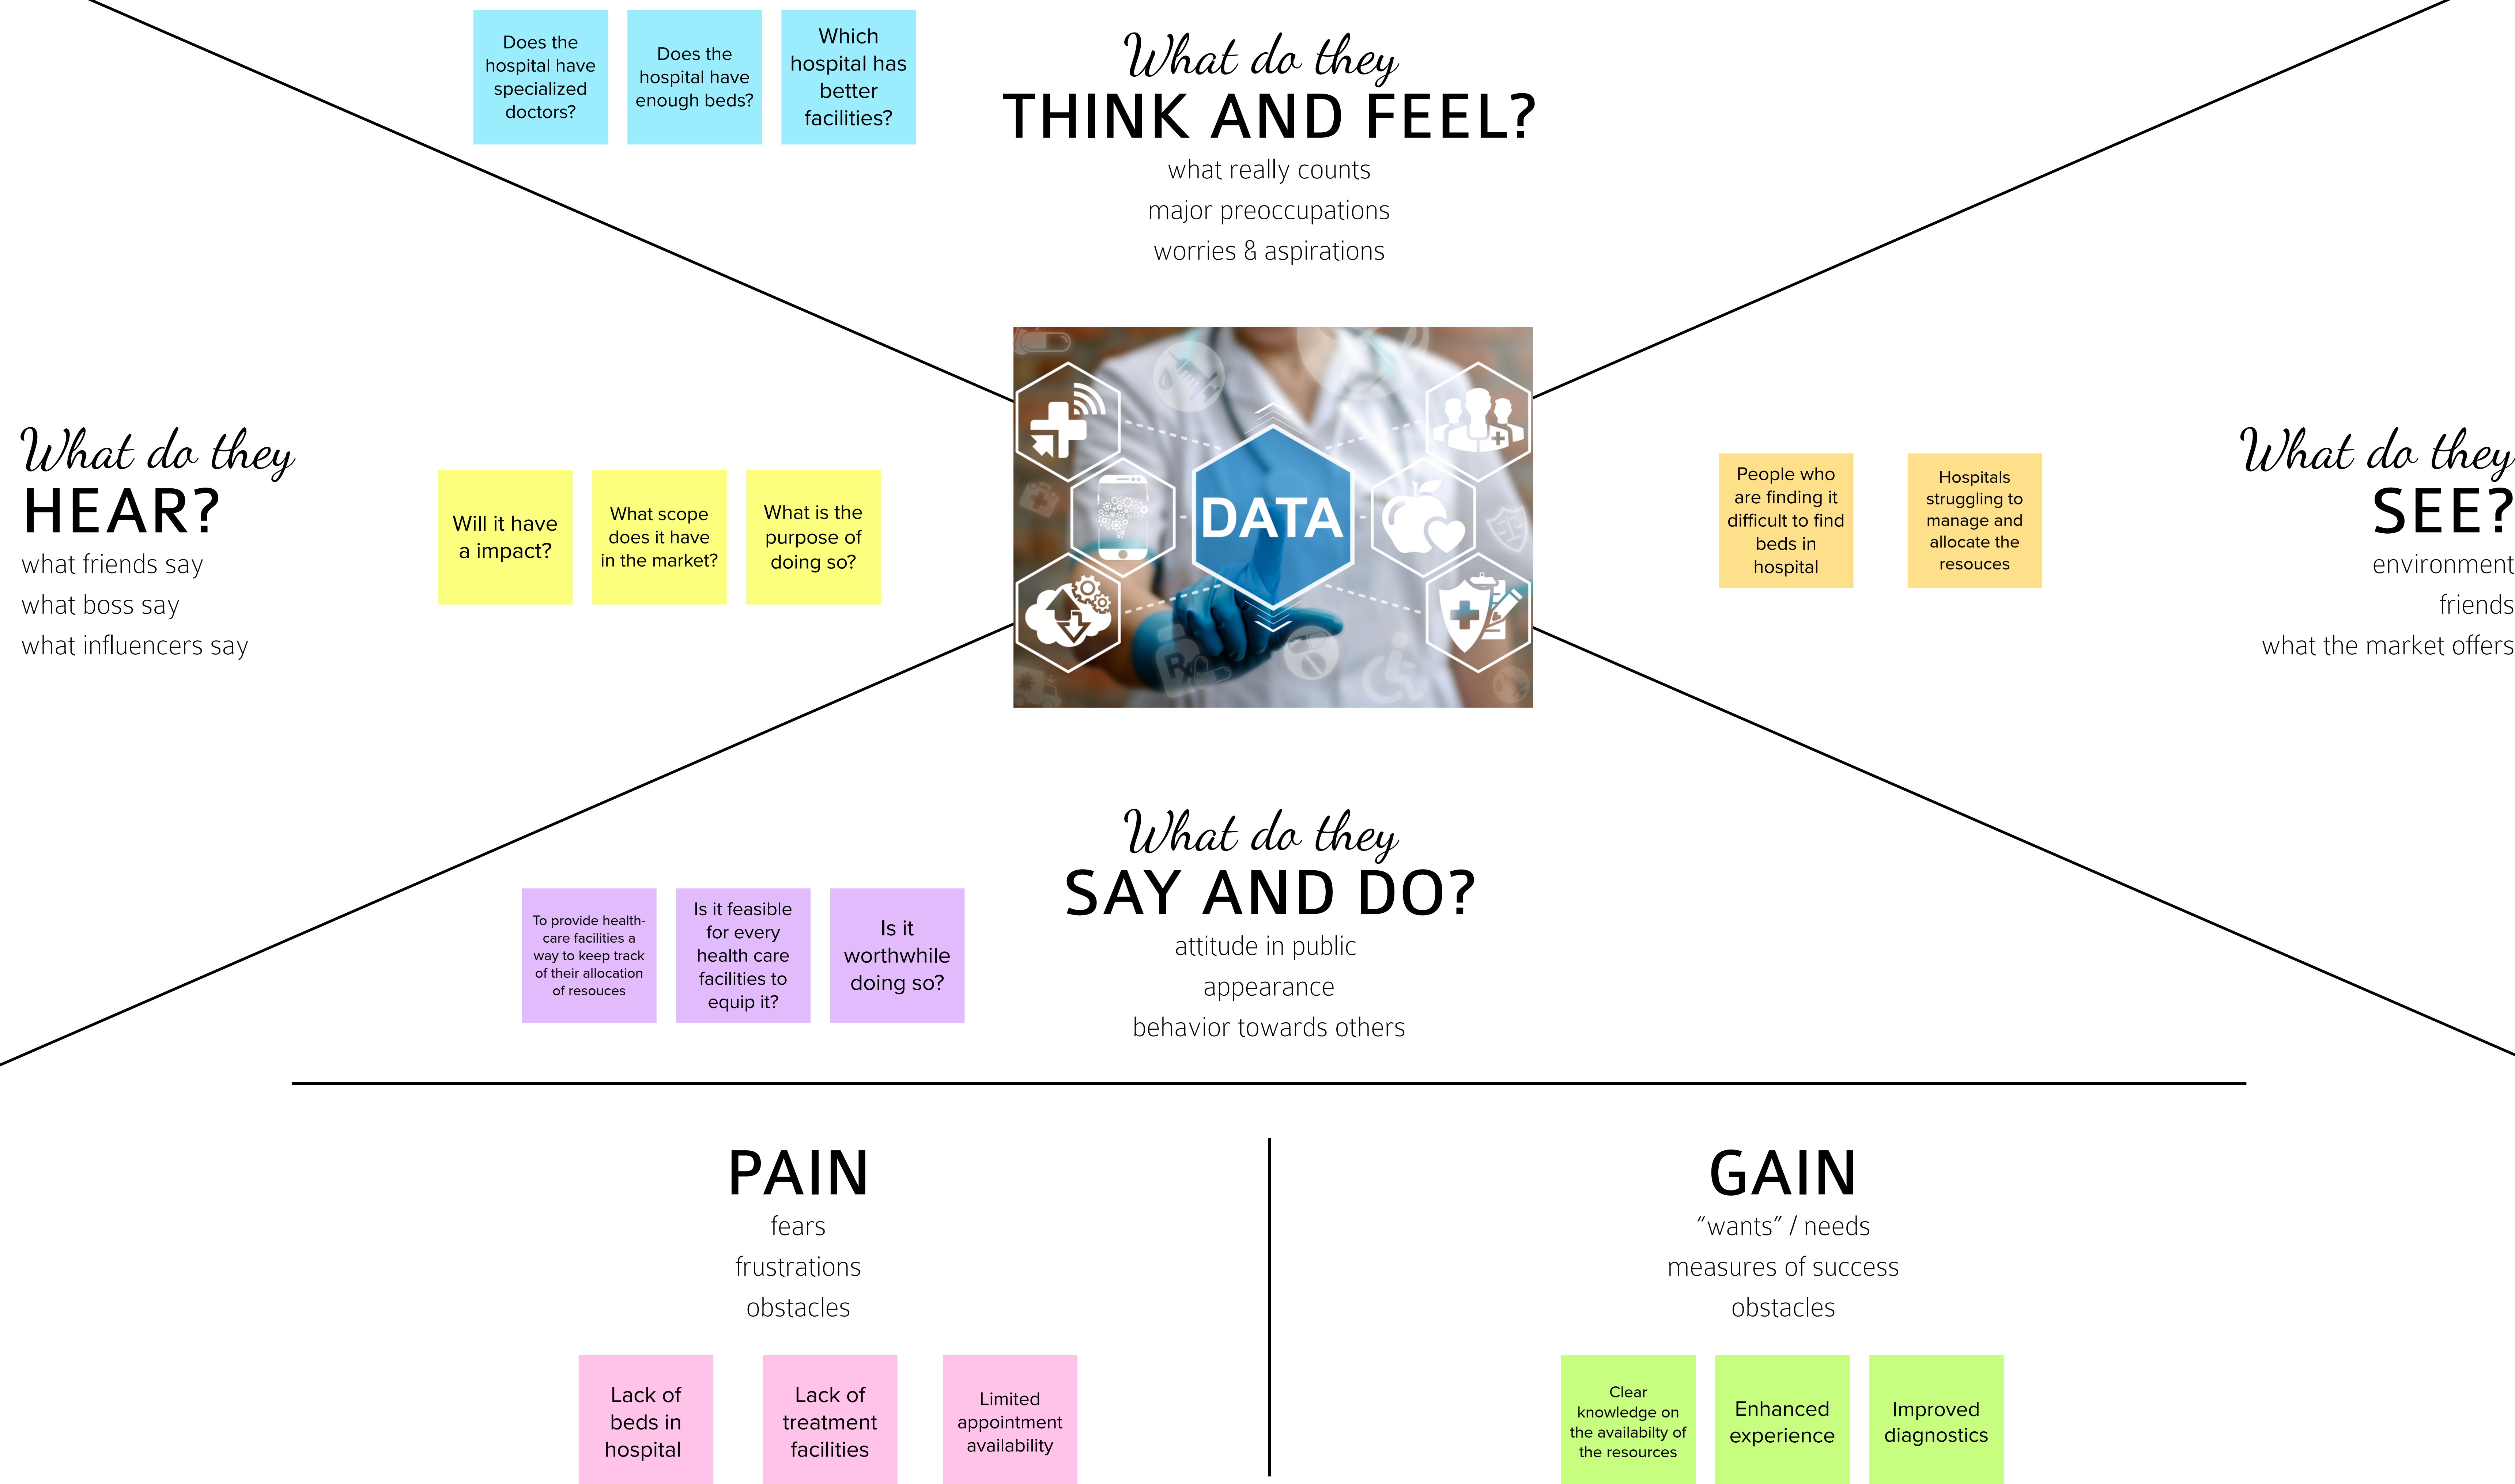 Does the
hospital have
specialized
doctors?
Does the
hospital have
enough beds?
Which
hospital has
better
facilities?
What do they
THINK AND FEEL?
what really counts
major preoccupations
worries & aspirations
What do they
HEAR?
what friends say
what boss say
what influencers say
Will it have
a impact?
What scope
does it have
in the market?
What is the
purpose of
doing so?
DATA
People who
are finding it
difficult to find
beds in
hospital
Hospitals
struggling to
manage and
allocate the
resouces
What do they
SEE?
environment
friends
what the market offers
What do they
SAY AND DO?
attitude in public
appearance
behavior towards others
To provide health-
care facilities a
way to keep track
of their allocation
of resouces
Is it feasible
for every
health care
facilities to
equip it?
Is it
worthwhile
doing so?
PAIN
fears
frustrations
obstacles
Lack of
beds in
hospital
Lack of
treatment
facilities
Limited
appointment
availability
GAIN
“wants” / needs
measures of success
obstacles
Clear
knowledge on
the availabilty of
the resources
Enhanced
experience
Improved
diagnostics